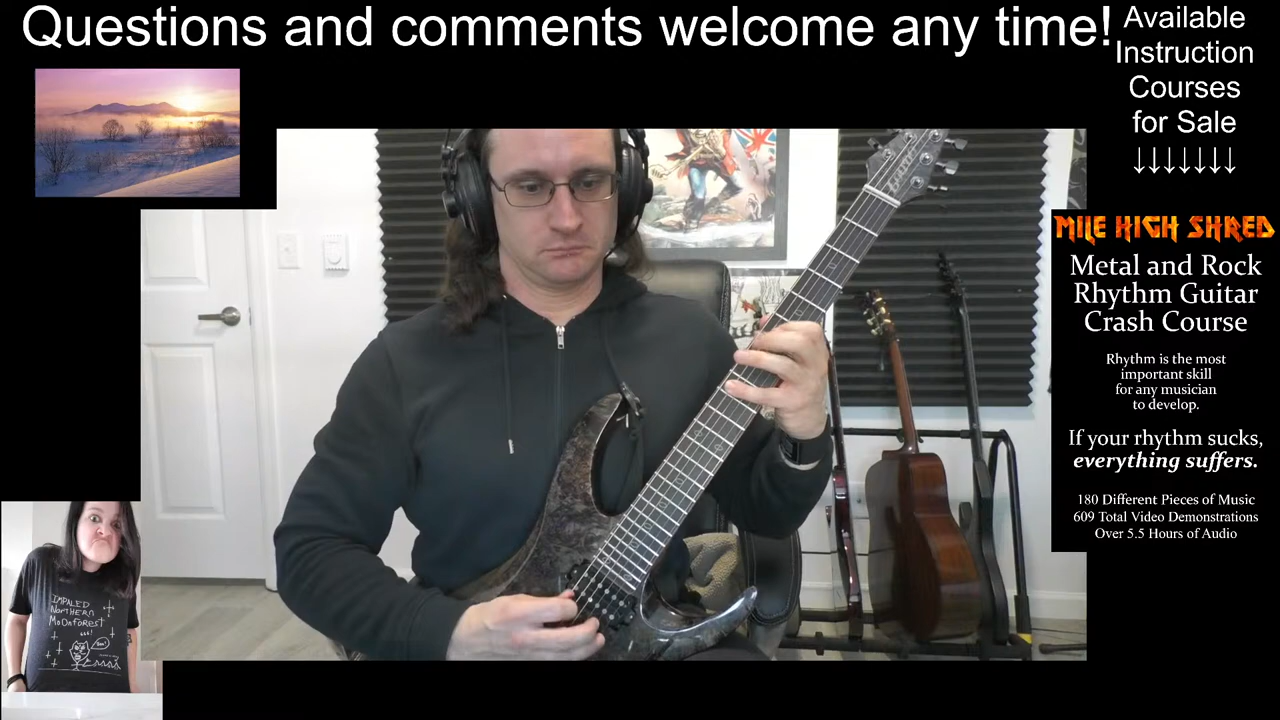 Questions and comments welcome any time!
Available
Instruction
Courses
for Sale
↓↓↓↓↓↓↓
MILE HIGH SHRED
Metal and Rock
Rhythm Guitar
Crash Course
Rhythm is the most
important skill
for any musician
to develop.
If your rhythm sucks,
everything suffers.
180 Different Pieces of Music
609 Total Video Demonstrations
Over 5.5 Hours of Audio
IMPALED
NORTHERN
MOONFOREST